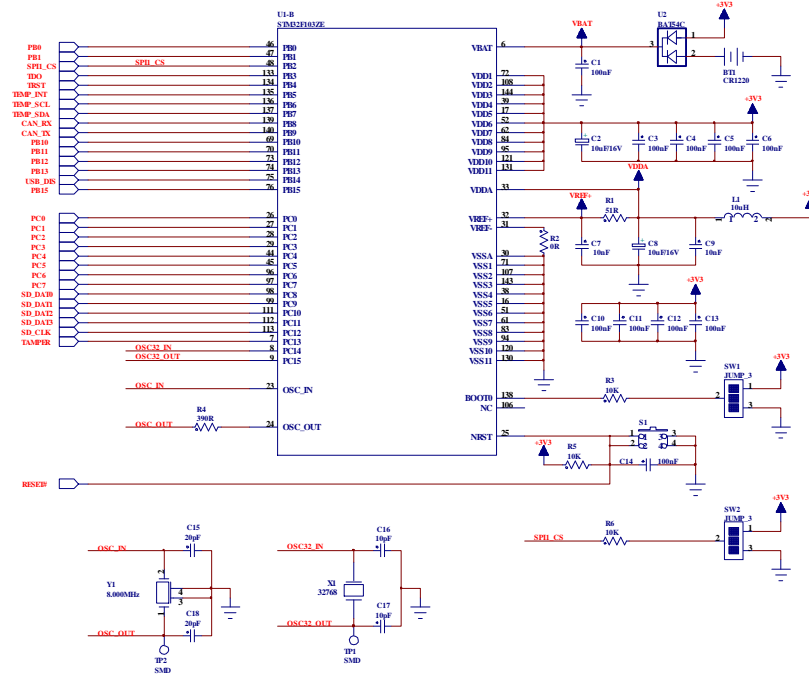 U1-B
STM32F103ZE
PB0 46 PB0
PB1 47 PB1
SPI1_CS SPI1_CS 48 PB2
TDO 133 PB3
TRST 134 PB4
TEMP_INT 135 PB5
TEMP_SCL 136 PB6
TEMP_SDA 137 PB7
CAN_RX 139 PB8
CAN_TX 140 PB9
PB10 69 PB10
PB11 70 PB11
PB12 73 PB12
PB13 74 PB13
USB_DIS 75 PB14
PB15 76 PB15
PC0 26 PC0
PC1 27 PC1
PC2 28 PC2
PC3 29 PC3
PC4 44 PC4
PC5 45 PC5
PC6 96 PC6
PC7 97 PC7
SD_DAT0 98 PC8
SD_DAT1 99 PC9
SD_DAT2 111 PC10
SD_DAT3 112 PC11
SD_CLK 113 PC12
TAMPER 7 PC13
OSC32_IN 8 PC14
OSC32_OUT 9 PC15
OSC_IN 23 OSC_IN
R4
390R
OSC_OUT 24 OSC_OUT
RESET#
VBAT 6
VDD1 72
VDD2 108
VDD3 144
VDD4 39
VDD5 17
VDD6 52
VDD7 62
VDD8 84
VDD9 95
VDD10 121
VDD11 131
VDDA 33
VREF+ 32
VREF- 31
VSSA 30
VSS1 71
VSS2 107
VSS3 143
VSS4 38
VSS5 16
VSS6 51
VSS7 61
VSS8 83
VSS9 94
VSS10 120
VSS11 130
BOOT0 138
NC 106
NRST 25
VBAT
C1
100nF
U2
BAT54C
3 1 2
+3V3
BT1
CR1220
+3V3
C2
10uF/16V
C3
100nF
C4
100nF
C5
100nF
C6
100nF
VDDA
VREF+
R1
51R
L1
10uH
1 2
R2
0R
C7
10nF
C8
10uF/16V
C9
10nF
+3V3
C10
100nF
C11
100nF
C12
100nF
C13
100nF
R3
10K
SW1
JUMP_3
2 1 3
+3V3
S1
1 1 3 3
2 2 4 4
+3V3
R5
10K
C14 100nF
SPI1_CS
R6
10K
SW2
JUMP_3
2 1 3
+3V3
OSC_IN
C15
20pF
Y1
8.000MHz
2
4
3
1
C18
20pF
OSC_OUT
TP2
SMD
OSC32_IN
C16
10pF
X1
32768
C17
10pF
OSC32_OUT
TP1
SMD